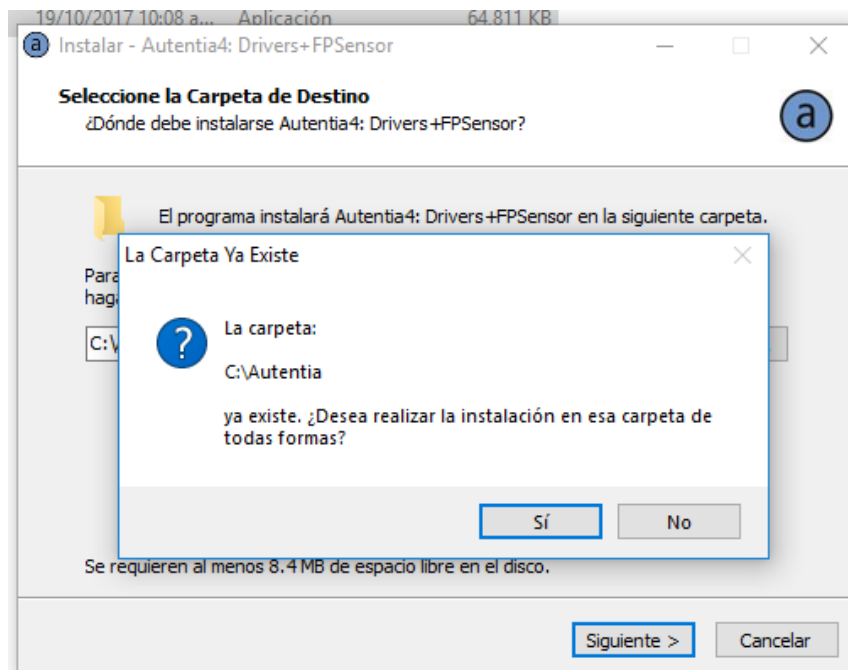 19/10/2017 10:08 a... Aplicación 64.811 KB
a Instalar - Autentia4: Drivers+FPSensor
Seleccione la Carpeta de Destino
¿Dónde debe instalarse Autentia4: Drivers+FPSensor?
a
El programa instalará Autentia4: Drivers+FPSensor en la siguiente carpeta.
La Carpeta Ya Existe
Para
haga
C:\
La carpeta:
?
C:\Autentia
ya existe. ¿Desea realizar la instalación en esa carpeta de
todas formas?
Sí No
Se requieren al menos 8.4 MB de espacio libre en el disco.
Siguiente > Cancelar